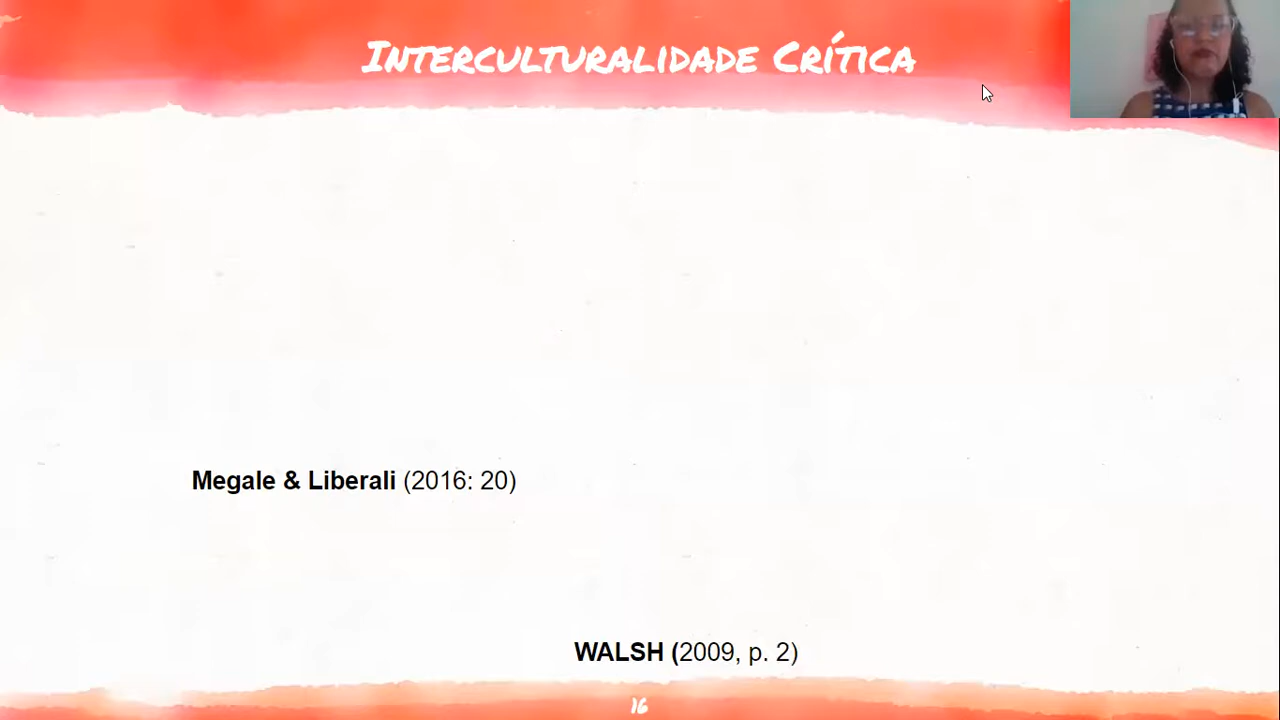 Interculturalidade Crítica
Megale & Liberali (2016: 20)
WALSH (2009, p. 2)
16